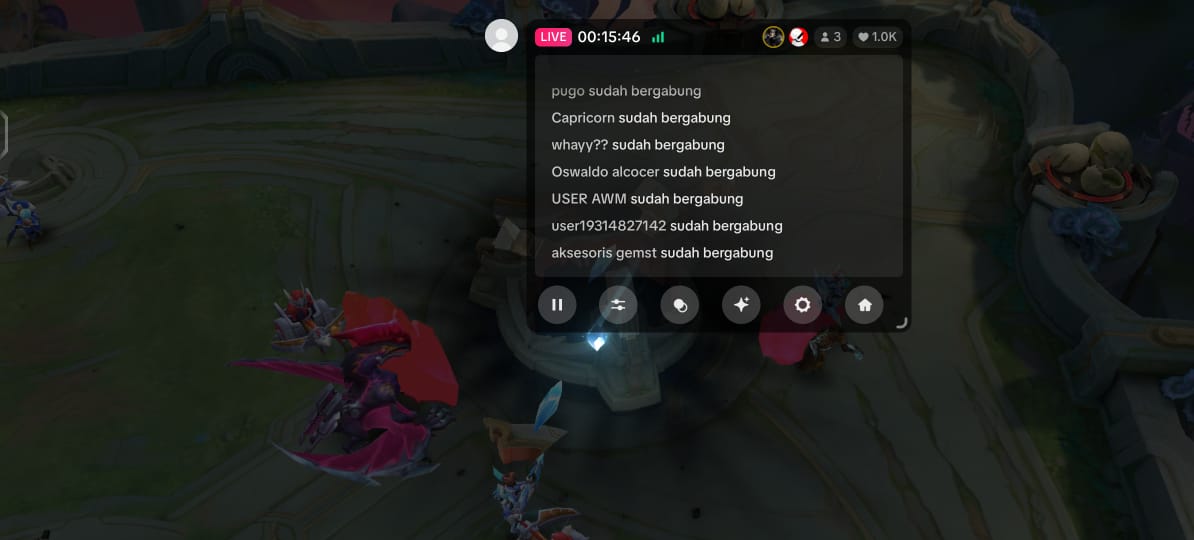 LIVE 00:15:46 3 1.0K
pugo sudah bergabung
Capricorn sudah bergabung
whayy?? sudah bergabung
Oswaldo alcocer sudah bergabung
USER AWM sudah bergabung
user19314827142 sudah bergabung
aksesoris gemst sudah bergabung